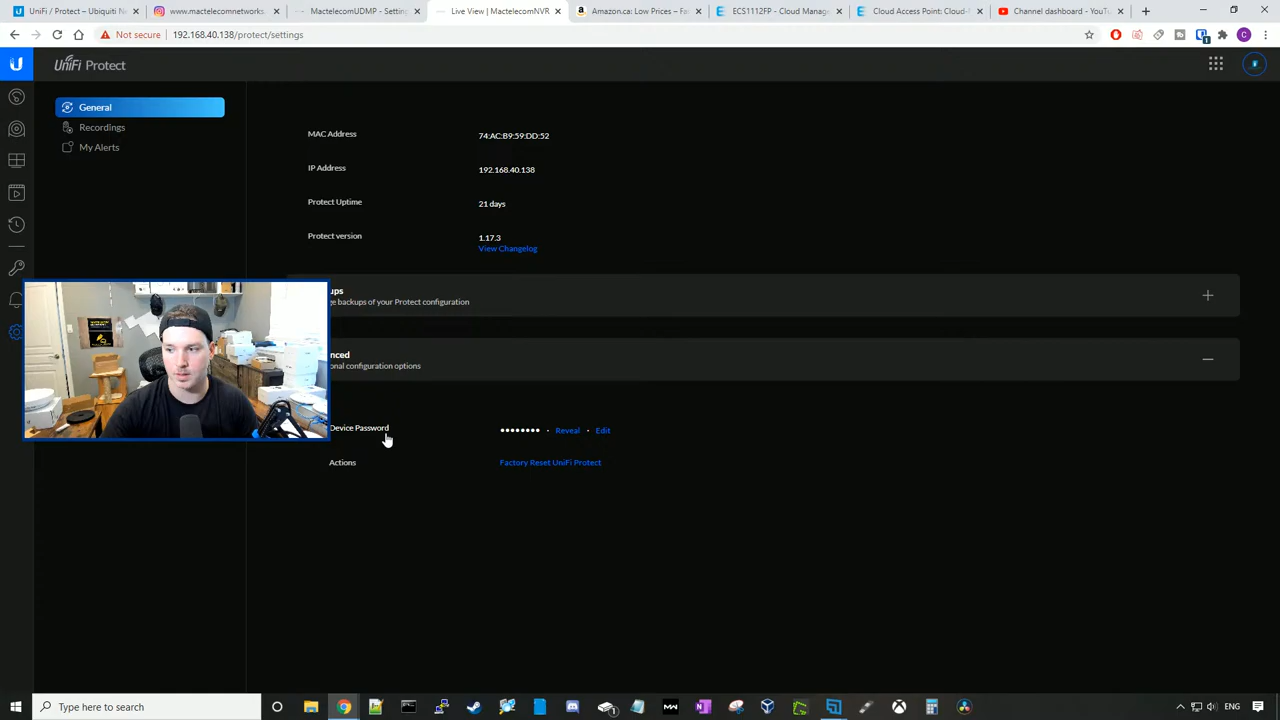 UniFi / Protect - Ubiquiti Ne
www.mactelecomnetworks.
MactelecomUDMP - Settin
Live View | MactelecomNVR
Amazon.ca: Low Prices – Fa
ECS1112FP - Cloud Manage
Cloud Access Point: Cloud-
Channel dashboard - YouTu
Not secure | 192.168.40.138/protect/settings
UniFi Protect
General
Recordings
My Alerts
MAC Address 74:AC:B9:59:DD:52
IP Address 192.168.40.138
Protect Uptime 21 days
Protect version 1.17.3
View Changelog
ups
ge backups of your Protect configuration
nced
onal configuration options
Device Password •••••••• · Reveal · Edit
Actions Factory Reset UniFi Protect
Type here to search
ENG